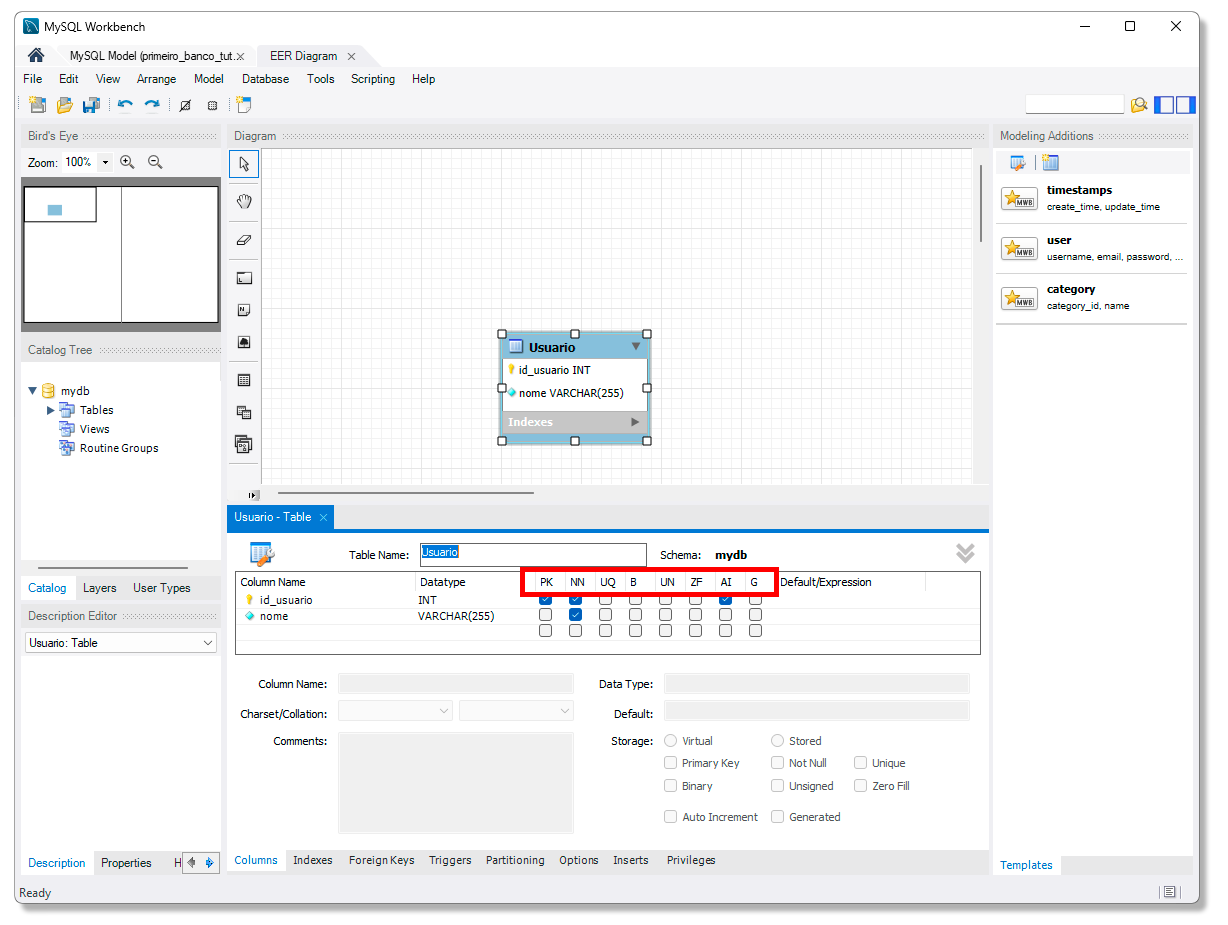 MySQL Workbench
MySQL Model (primeiro_banco_tut...
EER Diagram
File Edit View Arrange Model Database Tools Scripting Help
Bird's Eye
Zoom: 100%
Catalog Tree
mydb
Tables
Views
Routine Groups
Catalog Layers User Types
Description Editor
Usuario: Table
Description Properties H
Diagram
Usuario
id_usuario INT
nome VARCHAR(255)
Indexes
Modeling Additions
MWB
timestamps
create_time, update_time
MWB
user
username, email, password, ...
MWB
category
category_id, name
Templates
Usuario - Table
Table Name: Usuario Schema: mydb
Column Name Datatype PK NN UQ B UN ZF AI G Default/Expression
id_usuario INT
nome VARCHAR(255)
Column Name: Data Type:
Charset/Collation: Default:
Comments: Storage: Virtual Stored
Primary Key Not Null Unique
Binary Unsigned Zero Fill
Auto Increment Generated
Columns Indexes Foreign Keys Triggers Partitioning Options Inserts Privileges
Ready